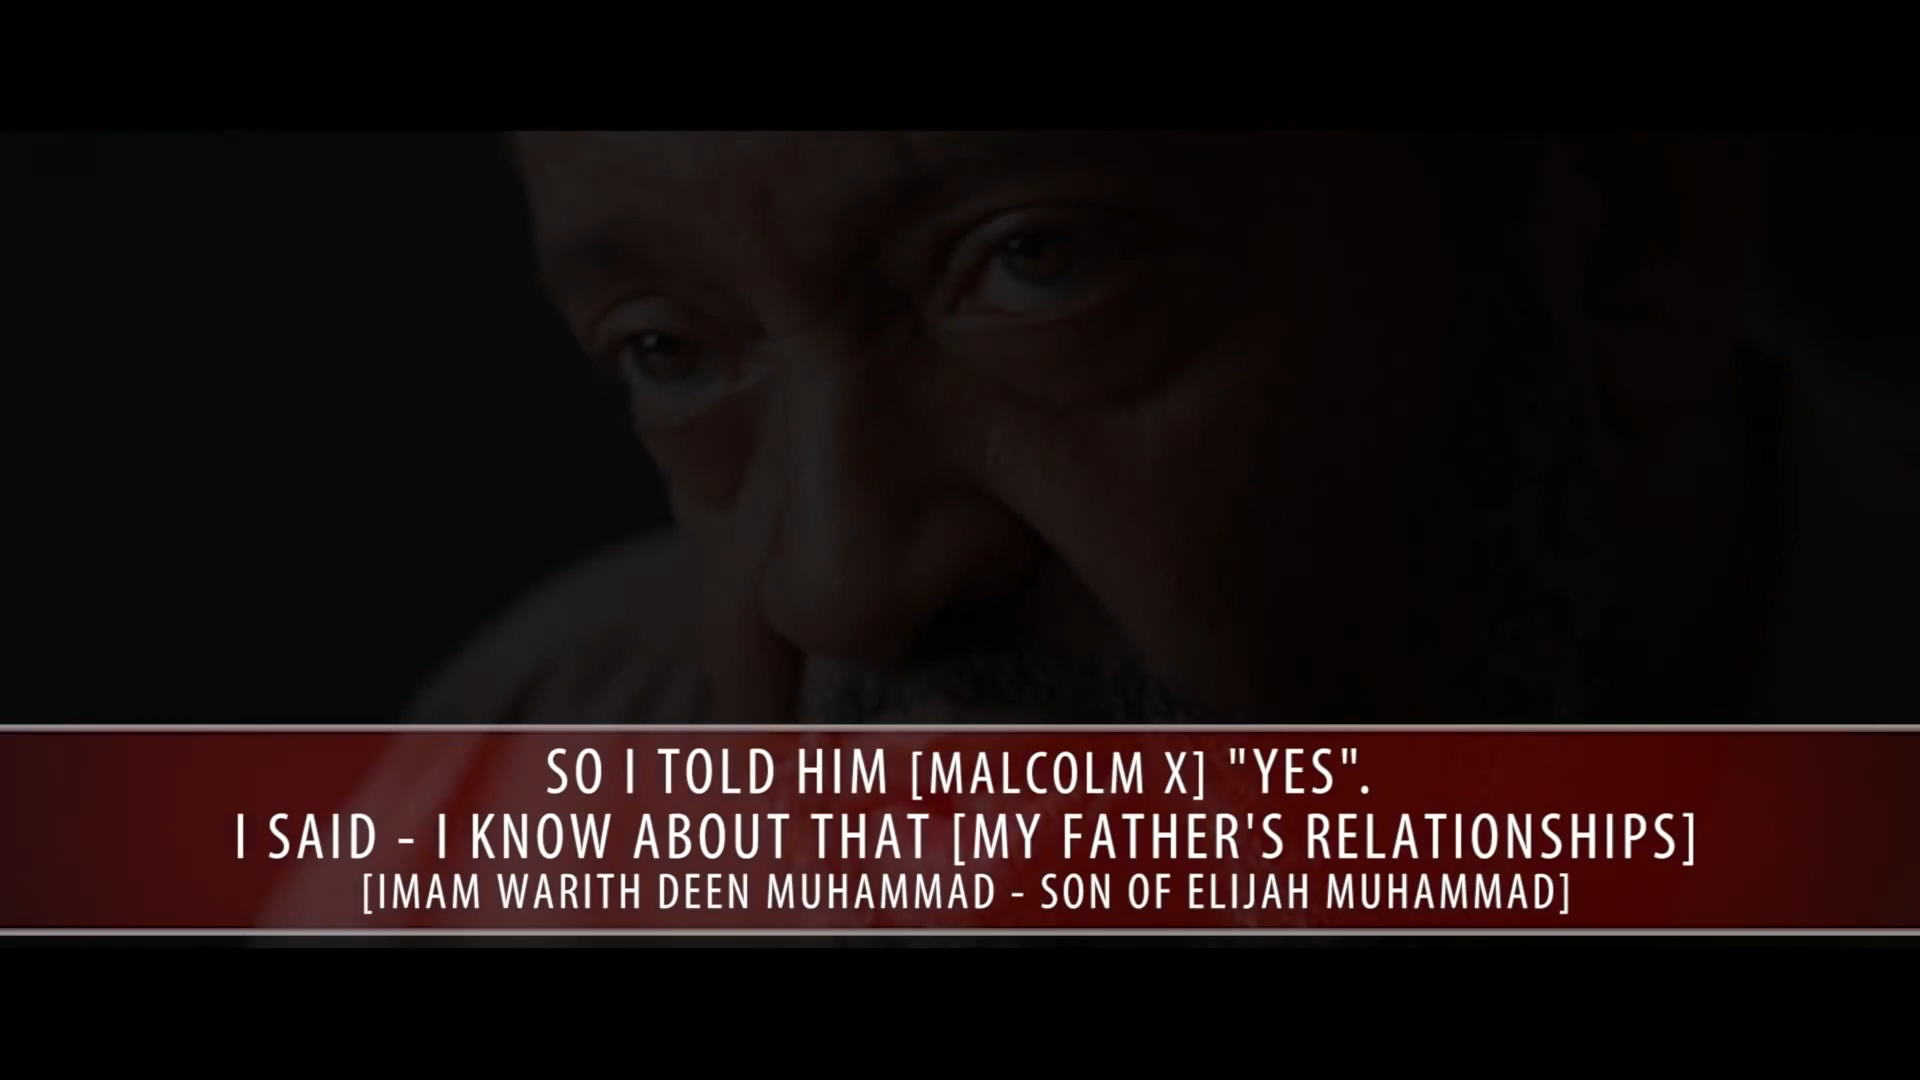 SO I TOLD HIM [MALCOLM X] "YES".
I SAID - I KNOW ABOUT THAT [MY FATHER'S RELATIONSHIPS]
[IMAM WARITH DEEN MUHAMMAD - SON OF ELIJAH MUHAMMAD]